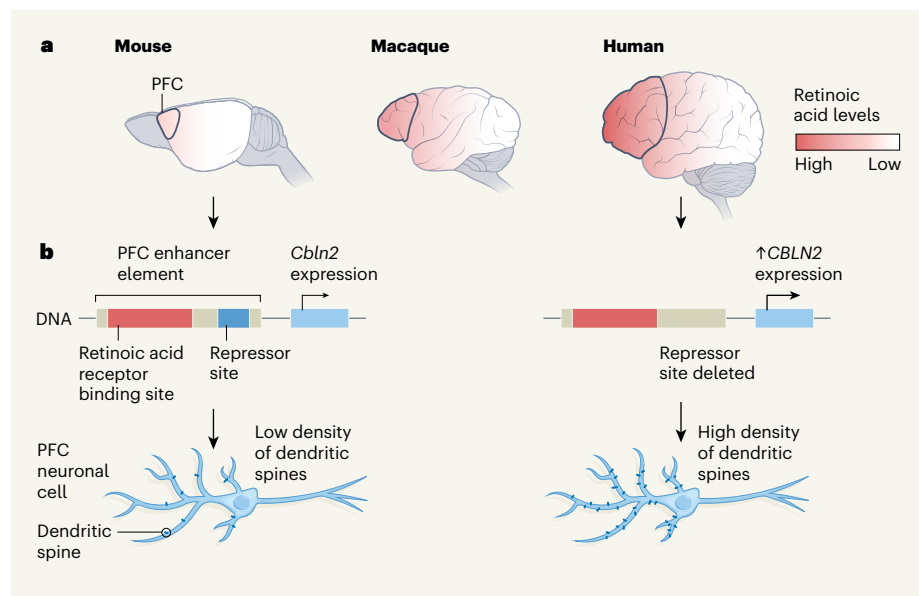 a
Mouse
Macaque
Human
PFC
Retinoic
acid levels
High
Low
b
PFC enhancer
element
Cbln2
expression
↑CBLN2
expression
DNA
Retinoic acid
receptor
binding site
Repressor
site
Repressor
site deleted
PFC
neuronal
cell
Low density
of dendritic
spines
High density
of dendritic
spines
Dendritic
spine